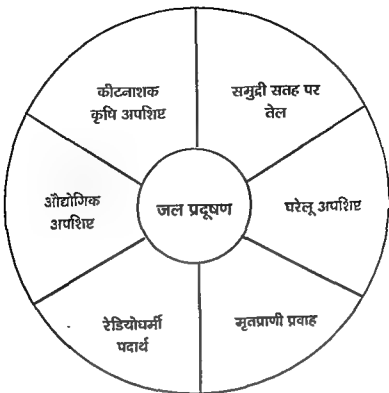 कीटनाशक
कृषि अपशिष्ट
समुद्री सतह पर
तेल
औद्योगिक
अपशिष्ट
जल प्रदूषण
घरेलू अपशिष्ट
रेडियोधर्मी
पदार्थ
मृतप्राणी प्रवाह